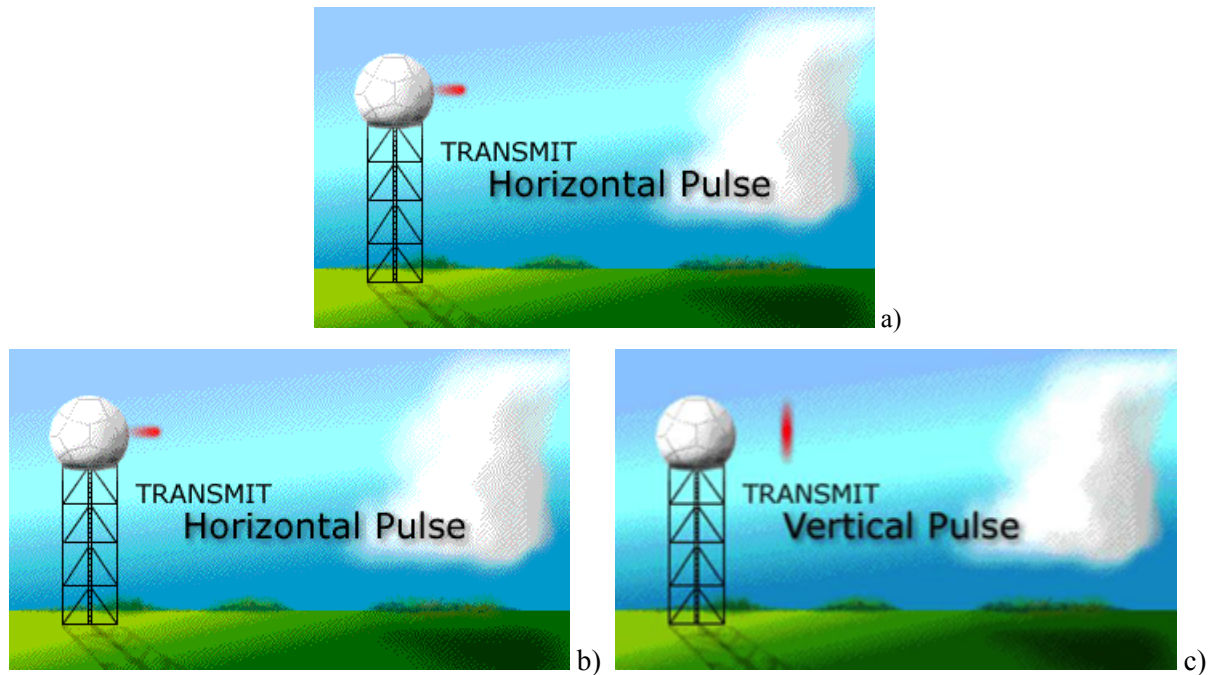 TRANSMIT
Horizontal Pulse
a)
TRANSMIT
Horizontal Pulse
b)
TRANSMIT
Vertical Pulse
c)